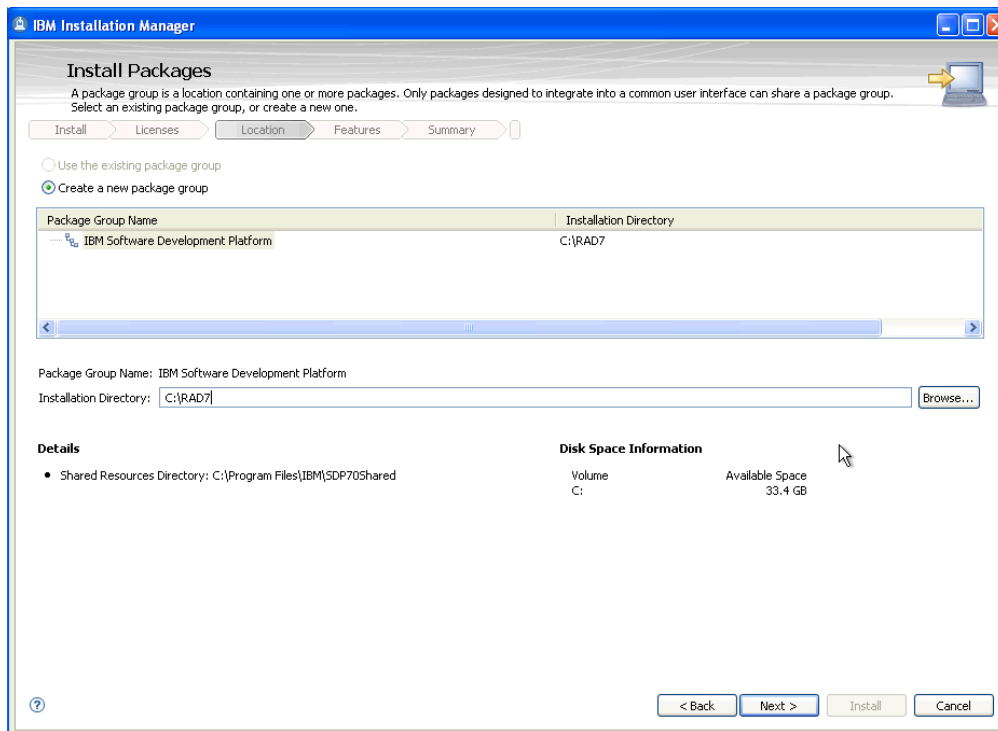 IBM Installation Manager
Install Packages
A package group is a location containing one or more packages. Only packages designed to integrate into a common user interface can share a package group.
Select an existing package group, or create a new one.
Install Licenses Location Features Summary
Use the existing package group
Create a new package group
Package Group Name Installation Directory
IBM Software Development Platform C:\RAD7
Package Group Name: IBM Software Development Platform
Installation Directory: C:\RAD7 Browse...
Details Disk Space Information
• Shared Resources Directory: C:\Program Files\IBM\SDP70Shared Volume Available Space
C: 33.4 GB
? < Back Next > Install Cancel